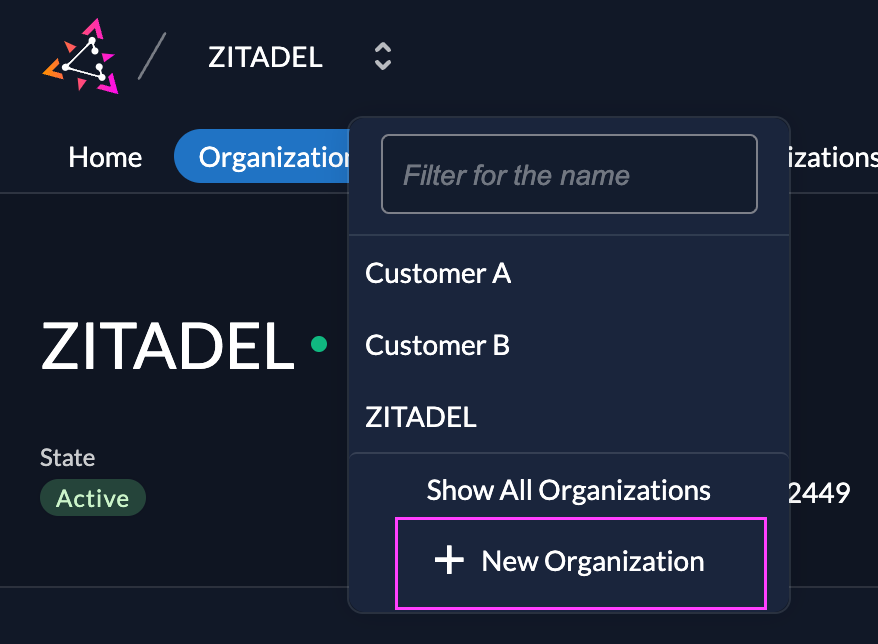 ZITADEL
Home
Organization
izations
Filter for the name
Customer A
Customer B
ZITADEL
ZITADEL
State
Active
Show All Organizations
2449
New Organization